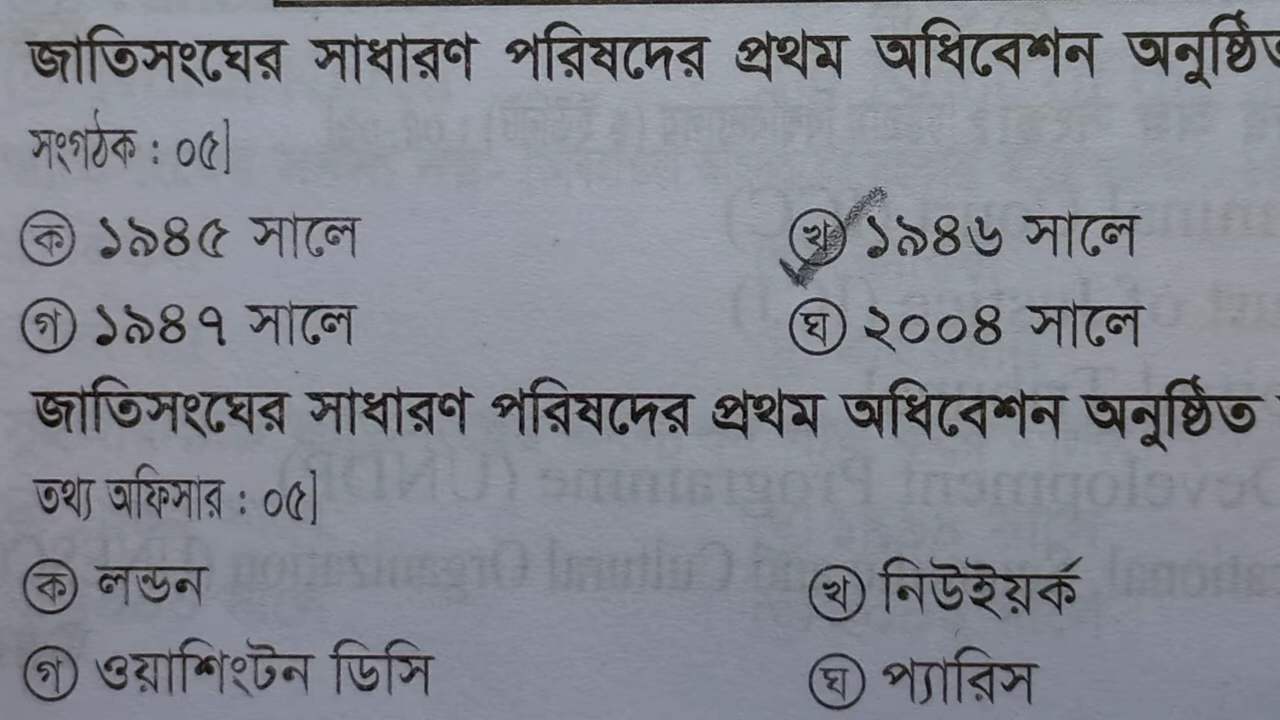 জাতিসংঘের সাধারণ পরিষদের প্রথম অধিবেশন অনুষ্ঠিত
সংগঠক : ০৫]
ক ১৯৪৫ সালে খ ১৯৪৬ সালে
গ ১৯৪৭ সালে ঘ ২০০৪ সালে
জাতিসংঘের সাধারণ পরিষদের প্রথম অধিবেশন অনুষ্ঠিত
তথ্য অফিসার : ০৫]
ক লন্ডন খ নিউইয়র্ক
গ ওয়াশিংটন ডিসি ঘ প্যারিস